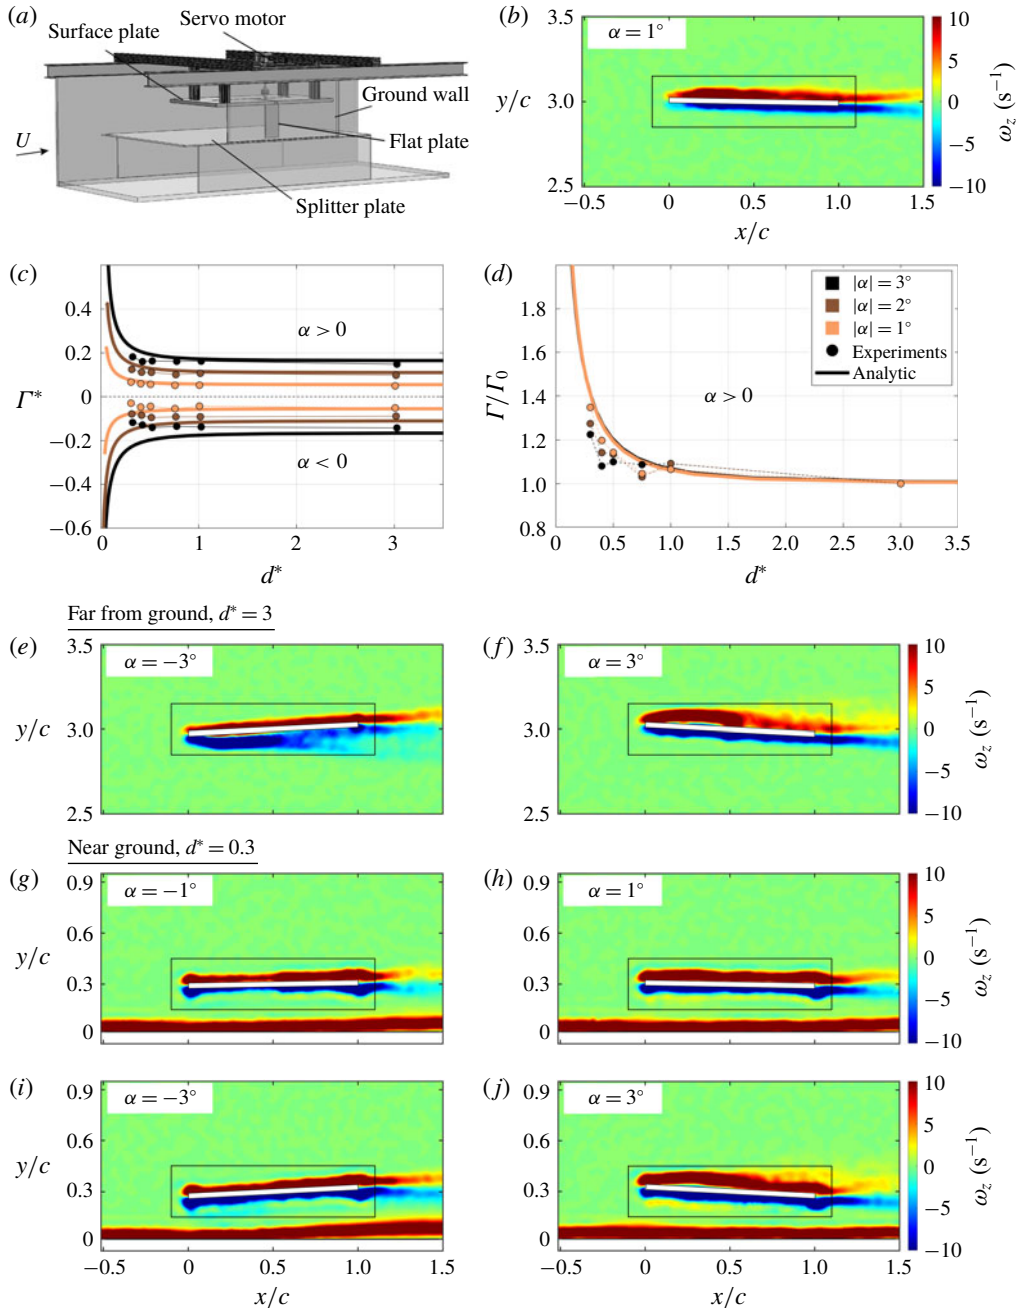 (a)
Servo motor
Surface plate
Ground wall
U
Flat plate
Splitter plate
(b)
α = 1°
3.5
y/c 3.0
2.5
−0.5 0 0.5 1.0 1.5
x/c
10
5
0
−5
−10
ω_z (s⁻¹)
(c)
0.4
0.2
Γ* 0
−0.2
−0.4
−0.6
α > 0
α < 0
0 1 2 3
d*
(d)
1.8
1.6
1.4
Γ/Γ₀
1.2
1.0
0.8
|α| = 3°
|α| = 2°
|α| = 1°
Experiments
Analytic
α > 0
0 0.5 1.0 1.5 2.0 2.5 3.0 3.5
d*
Far from ground, d* = 3
(e)
α = −3°
3.5
y/c 3.0
2.5
(f)
α = 3°
10
5
0
−5
−10
ω_z (s⁻¹)
Near ground, d* = 0.3
(g)
α = −1°
0.9
0.6
y/c
0.3
0
(h)
α = 1°
0.9
0.6
0.3
0
10
5
0
−5
−10
ω_z (s⁻¹)
(i)
α = −3°
0.9
0.6
y/c
0.3
0
−0.5 0 0.5 1.0 1.5
x/c
(j)
α = 3°
0.9
0.6
0.3
0
−0.5 0 0.5 1.0 1.5
x/c
10
5
0
−5
−10
ω_z (s⁻¹)